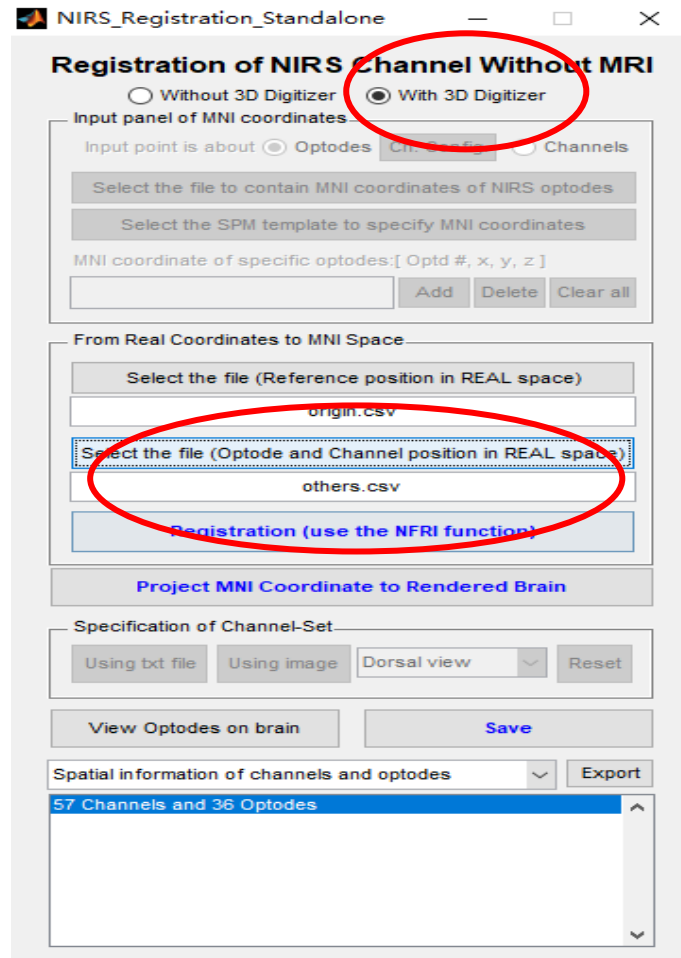 NIRS_Registration_Standalone
Registration of NIRS Channel Without MRI
Without 3D Digitizer With 3D Digitizer
Input panel of MNI coordinates
Input point is about Optodes Ch. Config Channels
Select the file to contain MNI coordinates of NIRS optodes
Select the SPM template to specify MNI coordinates
MNI coordinate of specific optodes:[ Optd #, x, y, z ]
Add Delete Clear all
From Real Coordinates to MNI Space
Select the file (Reference position in REAL space)
origin.csv
Select the file (Optode and Channel position in REAL space)
others.csv
Registration (use the NFRI function)
Project MNI Coordinate to Rendered Brain
Specification of Channel-Set
Using txt file Using image Dorsal view Reset
View Optodes on brain Save
Spatial information of channels and optodes Export
57 Channels and 36 Optodes